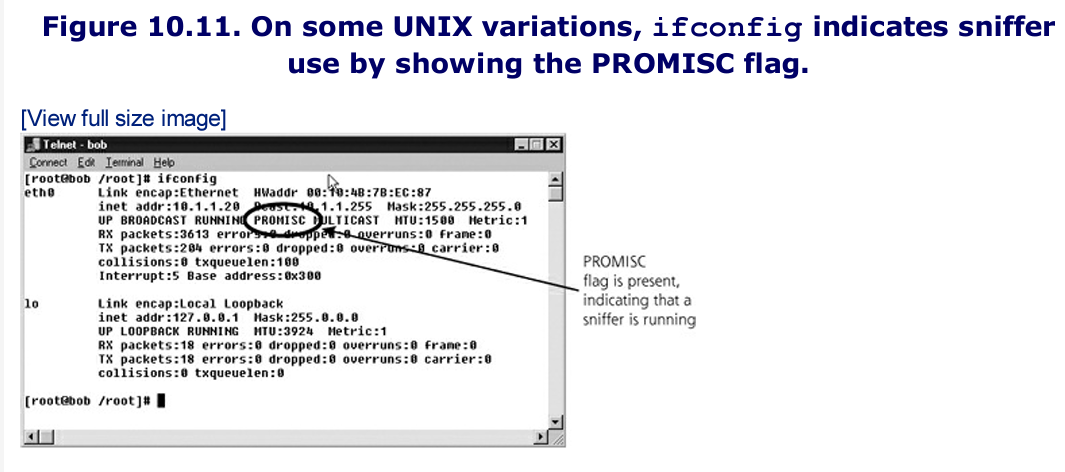 Figure 10.11. On some UNIX variations, ifconfig indicates sniffer
use by showing the PROMISC flag.
[View full size image]
Telnet - bob
Connect Edit Terminal Help
[root@bob /root]# ifconfig
eth0 Link encap:Ethernet HWaddr 00:10:4B:7B:EC:87
inet addr:10.1.1.20 Bcast:10.1.1.255 Mask:255.255.255.0
UP BROADCAST RUNNING PROMISC MULTICAST MTU:1500 Metric:1
RX packets:3613 errors:0 dropped:0 overruns:0 frame:0
TX packets:204 errors:0 dropped:0 overruns:0 carrier:0
collisions:0 txqueuelen:100
Interrupt:5 Base address:0x300
lo Link encap:Local Loopback
inet addr:127.0.0.1 Mask:255.0.0.0
UP LOOPBACK RUNNING MTU:3924 Metric:1
RX packets:18 errors:0 dropped:0 overruns:0 frame:0
TX packets:18 errors:0 dropped:0 overruns:0 carrier:0
collisions:0 txqueuelen:0
[root@bob /root]#
PROMISC
flag is present,
indicating that a
sniffer is running